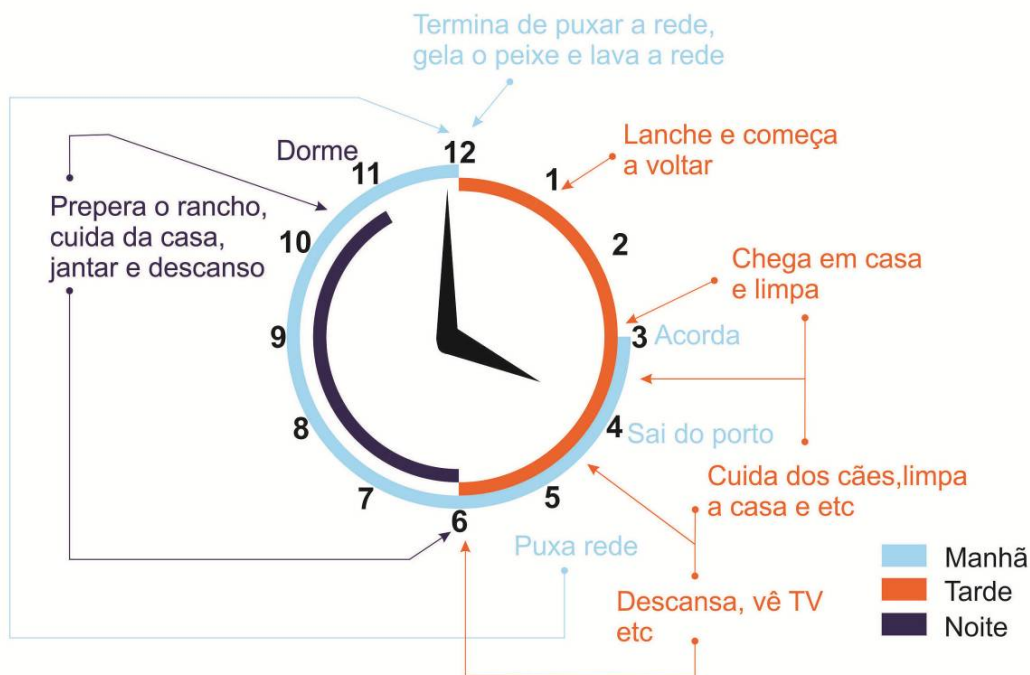 Termina de puxar a rede,
gela o peixe e lava a rede
Lanche e começa
a voltar
Dorme
Prepera o rancho,
cuida da casa,
jantar e descanso
12
1
2
3
4
5
6
7
8
9
10
11
Chega em casa
e limpa
Acorda
Sai do porto
Cuida dos cães,limpa
a casa e etc
Puxa rede
Descansa, vê TV
etc
Manhã
Tarde
Noite